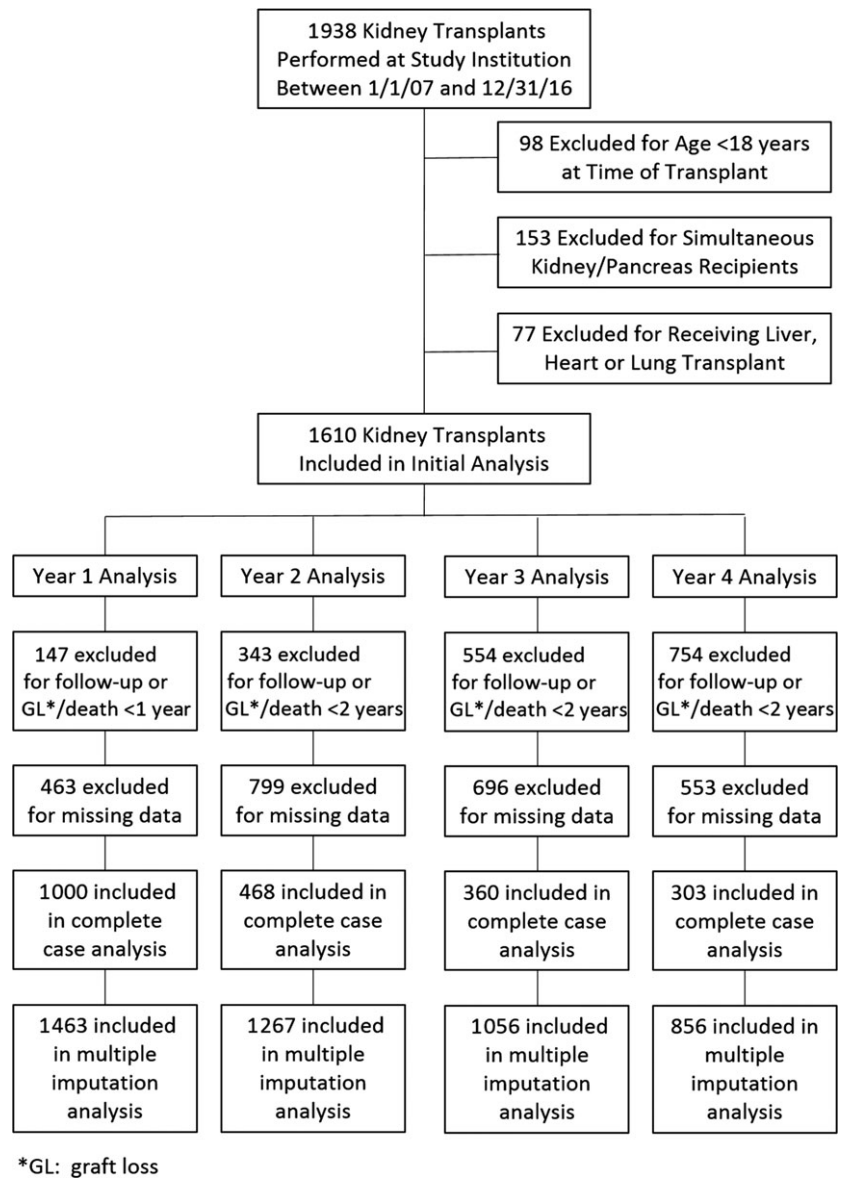 1938 Kidney Transplants
Performed at Study Institution
Between 1/1/07 and 12/31/16
98 Excluded for Age <18 years
at Time of Transplant
153 Excluded for Simultaneous
Kidney/Pancreas Recipients
77 Excluded for Receiving Liver,
Heart or Lung Transplant
1610 Kidney Transplants
Included in Initial Analysis
Year 1 Analysis
147 excluded
for follow-up or
GL*/death <1 year
463 excluded
for missing data
1000 included
in complete
case analysis
1463 included
in multiple
imputation
analysis
Year 2 Analysis
343 excluded
for follow-up or
GL*/death <2 years
799 excluded
for missing data
468 included in
complete case
analysis
1267 included
in multiple
imputation
analysis
Year 3 Analysis
554 excluded
for follow-up or
GL*/death <2 years
696 excluded
for missing data
360 included in
complete case
analysis
1056 included
in multiple
imputation
analysis
Year 4 Analysis
754 excluded
for follow-up or
GL*/death <2 years
553 excluded
for missing data
303 included in
complete case
analysis
856 included in
multiple
imputation
analysis
*GL: graft loss